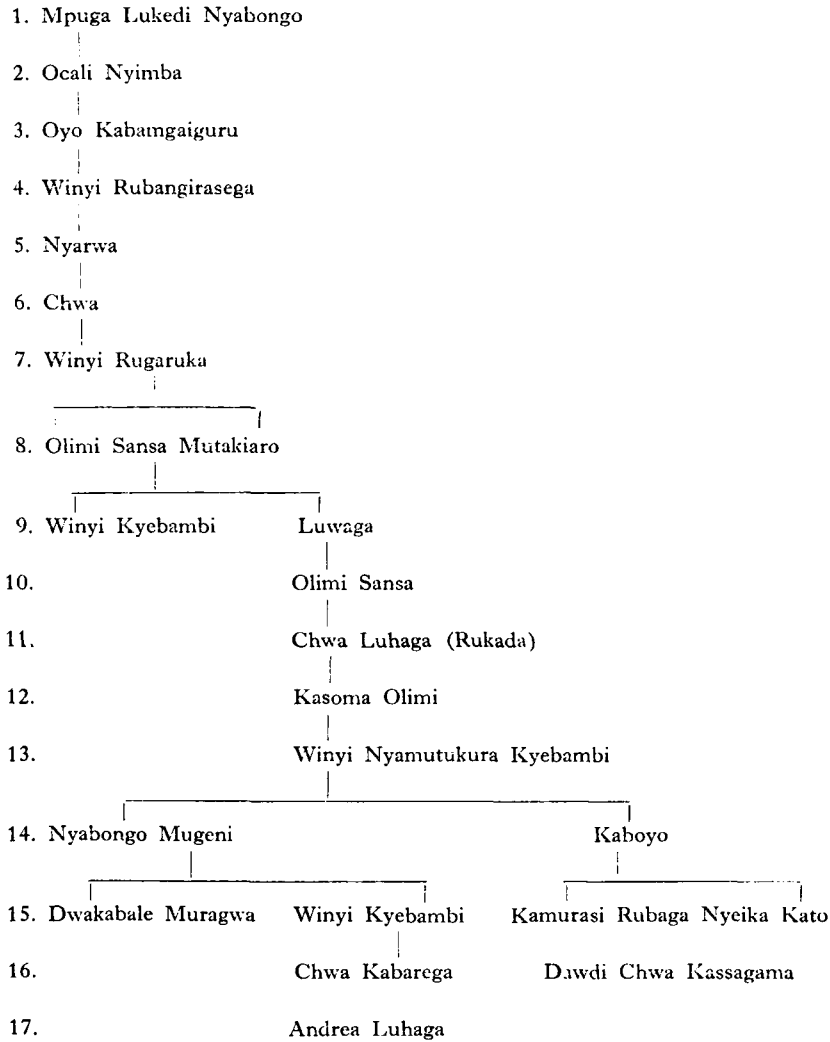 1. Mpuga Lukedi Nyabongo
2. Ocali Nyimba
3. Oyo Kabamgaiguru
4. Winyi Rubangirasega
5. Nyarwa
6. Chwa
7. Winyi Rugaruka
8. Olimi Sansa Mutakiaro
9. Winyi Kyebambi Luwaga
10. Olimi Sansa
11. Chwa Luhaga (Rukada)
12. Kasoma Olimi
13. Winyi Nyamutukura Kyebambi
14. Nyabongo Mugeni Kaboyo
15. Dwakabale Muragwa Winyi Kyebambi Kamurasi Rubaga Nyeika Kato
16. Chwa Kabarega Dawdi Chwa Kassagama
17. Andrea Luhaga